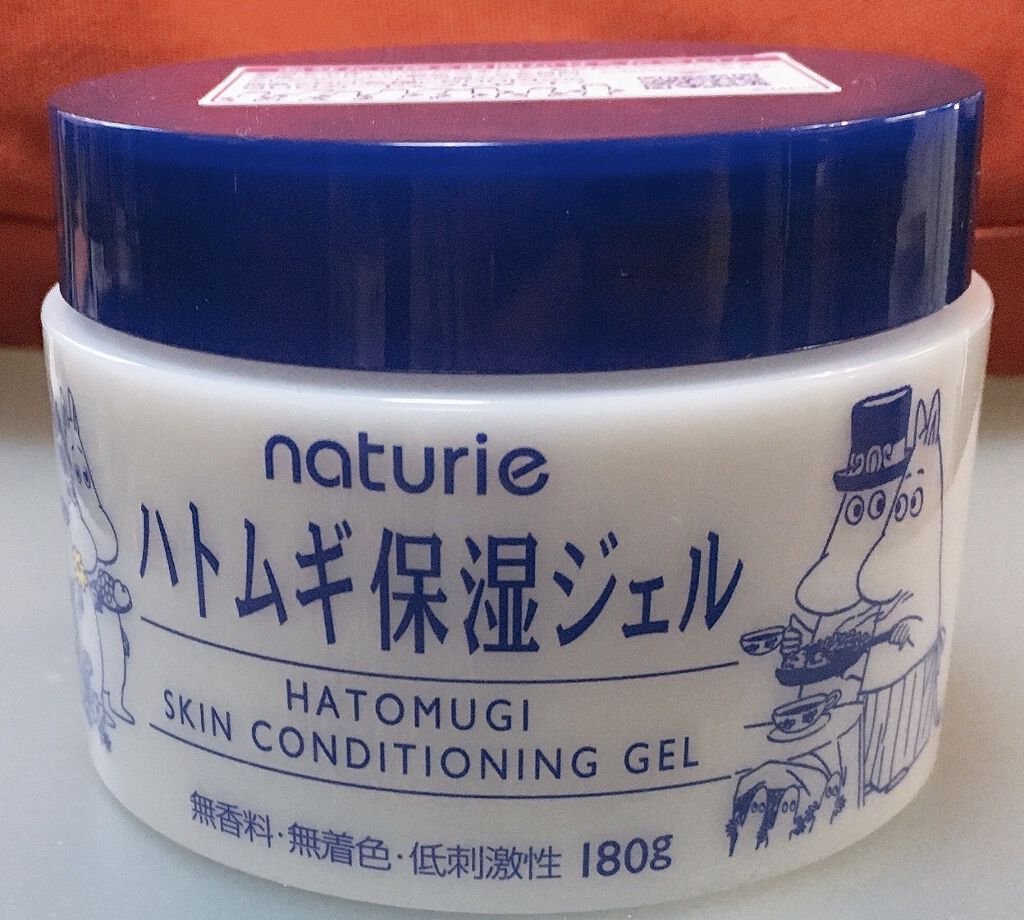 naturie
ハトムギ保湿ジェル
HATOMUGI
SKIN CONDITIONING GEL
無香料・無着色・低刺激性 180g